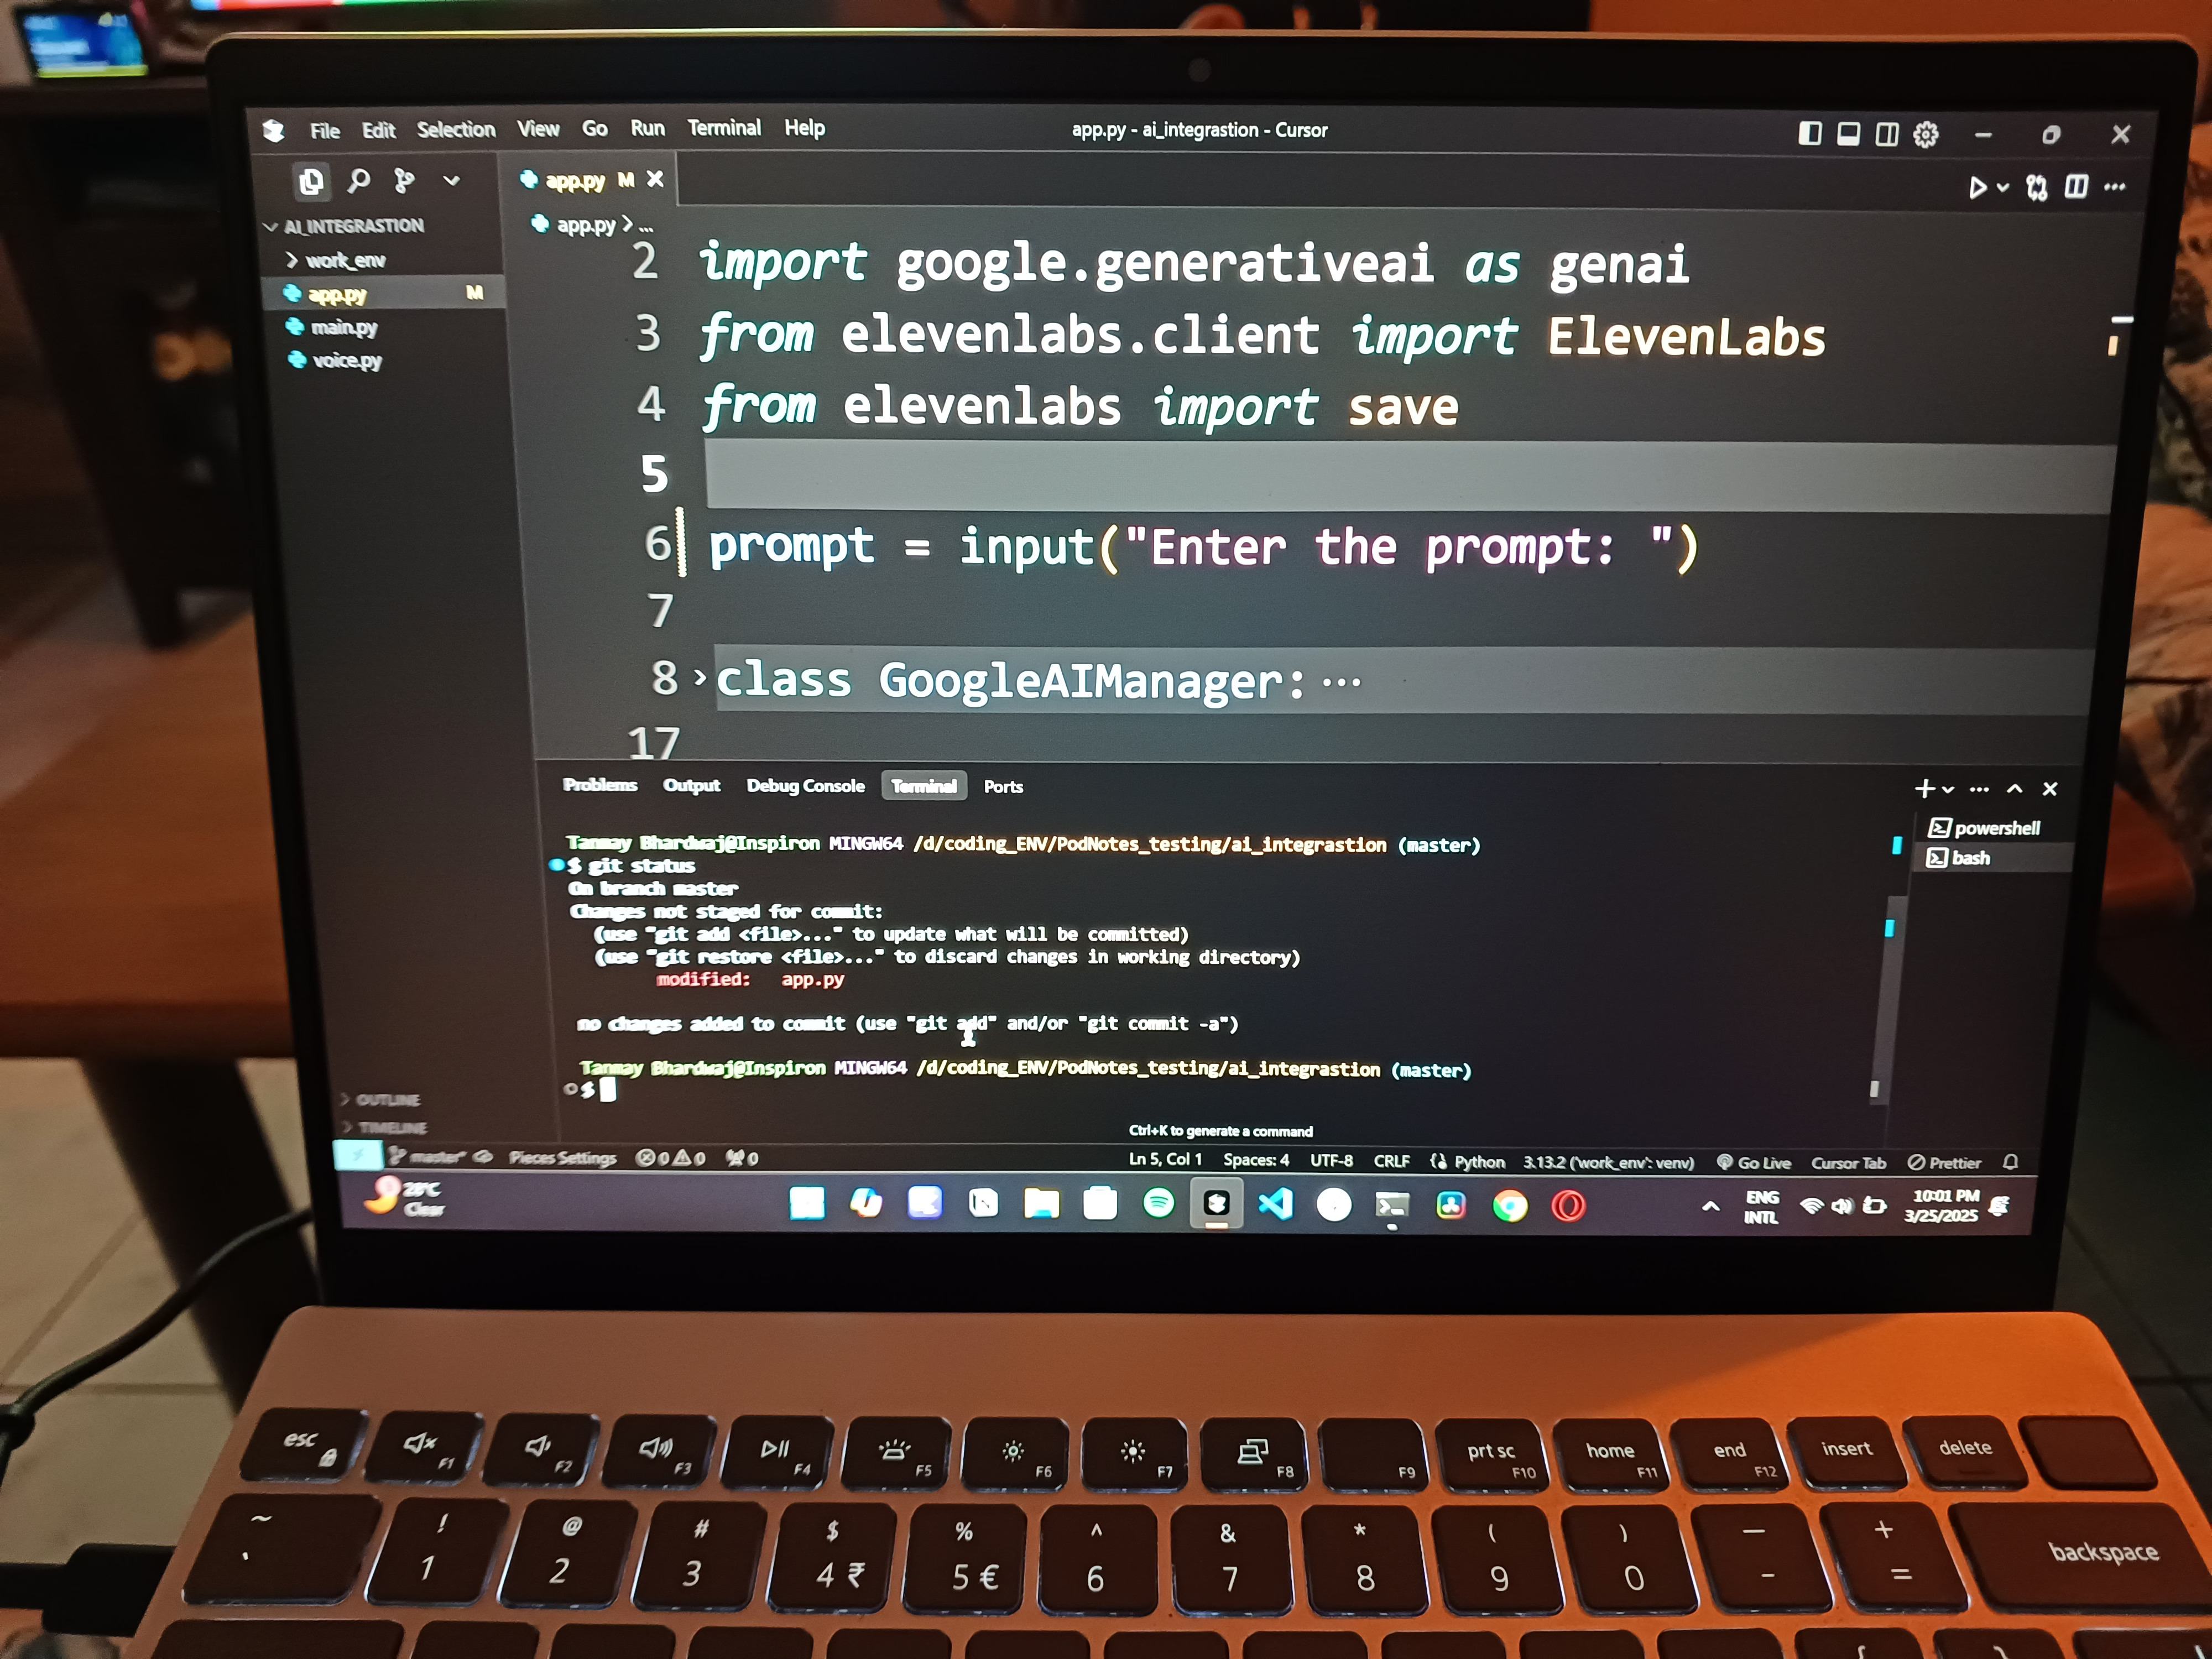 File Edit Selection View Go Run Terminal Help
app.py - ai_integrastion - Cursor
app.py M
AI_INTEGRASTION
work_env
app.py M
main.py
voice.py
app.py > ...
2 import google.generativeai as genai
3 from elevenlabs.client import ElevenLabs
4 from elevenlabs import save
5
6 prompt = input("Enter the prompt: ")
7
8 class GoogleAIManager: ...
17
Problems Output Debug Console Terminal Ports
powershell
bash
Tanmay Bhardwaj@Inspiron MINGW64 /d/coding_ENV/PodNotes_testing/ai_integrastion (master)
$ git status
On branch master
Changes not staged for commit:
(use "git add <file>..." to update what will be committed)
(use "git restore <file>..." to discard changes in working directory)
modified: app.py
no changes added to commit (use "git add" and/or "git commit -a")
Tanmay Bhardwaj@Inspiron MINGW64 /d/coding_ENV/PodNotes_testing/ai_integrastion (master)
$
OUTLINE
TIMELINE
Ctrl+K to generate a command
master* Pieces Settings 0 0 0 Ln 5, Col 1 Spaces: 4 UTF-8 CRLF Python 3.13.2 ('work_env': venv) Go Live Cursor Tab Prettier
28°C
Clear
ENG
INTL
10:01 PM
3/25/2025
esc F1 F2 F3 F4 F5 F6 F7 F8 F9 prt sc F10 home F11 end F12 insert delete
~ ! @ # $ % ^ & * ( ) — +
` 1 2 3 4 ₹ 5 € 6 7 8 9 0 - = backspace